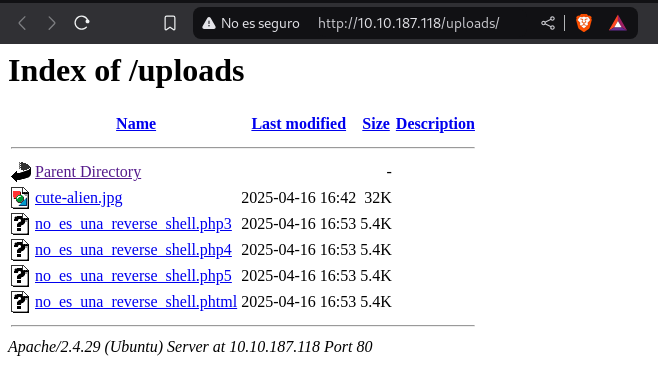 No es seguro http://10.10.187.118/uploads/
Index of /uploads
Name Last modified Size Description
Parent Directory -
cute-alien.jpg 2025-04-16 16:42 32K
no_es_una_reverse_shell.php3 2025-04-16 16:53 5.4K
no_es_una_reverse_shell.php4 2025-04-16 16:53 5.4K
no_es_una_reverse_shell.php5 2025-04-16 16:53 5.4K
no_es_una_reverse_shell.phtml 2025-04-16 16:53 5.4K
Apache/2.4.29 (Ubuntu) Server at 10.10.187.118 Port 80